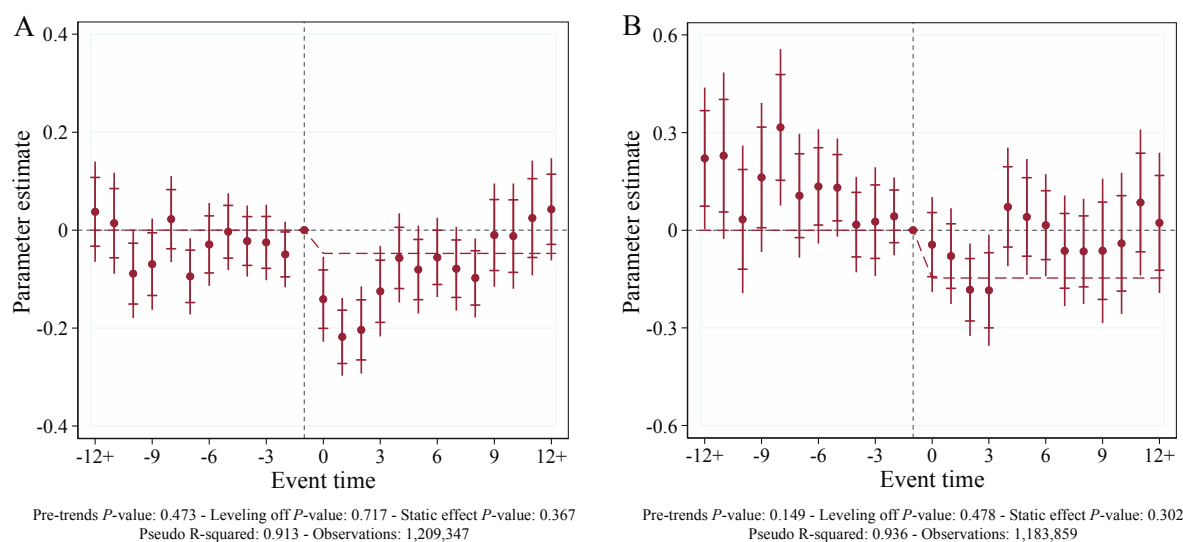 A
B
Parameter estimate
0.4
0.2
0
-0.2
-0.4
-12+ -9 -6 -3 0 3 6 9 12+
Event time
Pre-trends P-value: 0.473 - Leveling off P-value: 0.717 - Static effect P-value: 0.367
Pseudo R-squared: 0.913 - Observations: 1,209,347
Parameter estimate
0.6
0.3
0
-0.3
-0.6
-12+ -9 -6 -3 0 3 6 9 12+
Event time
Pre-trends P-value: 0.149 - Leveling off P-value: 0.478 - Static effect P-value: 0.302
Pseudo R-squared: 0.936 - Observations: 1,183,859